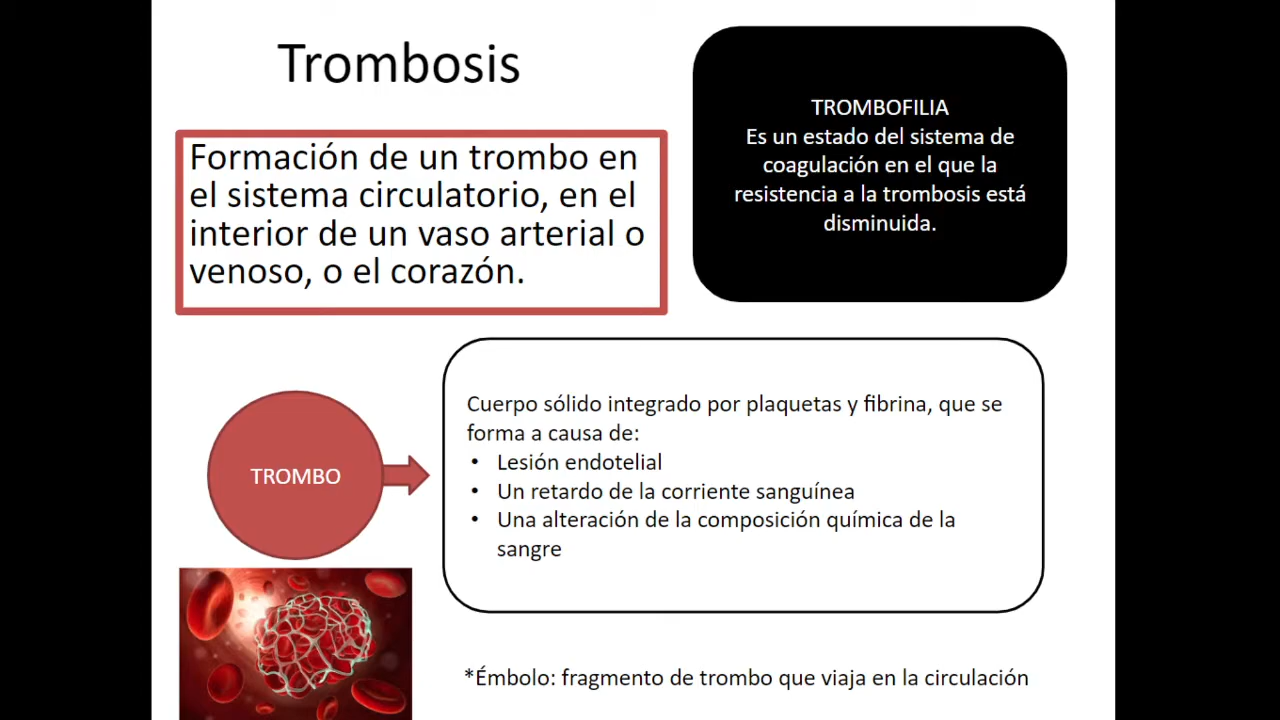 Trombosis
Formación de un trombo en
el sistema circulatorio, en el
interior de un vaso arterial o
venoso, o el corazón.
TROMBOFILIA
Es un estado del sistema de
coagulación en el que la
resistencia a la trombosis está
disminuida.
TROMBO
Cuerpo sólido integrado por plaquetas y fibrina, que se
forma a causa de:
• Lesión endotelial
• Un retardo de la corriente sanguínea
• Una alteración de la composición química de la
sangre
*Émbolo: fragmento de trombo que viaja en la circulación